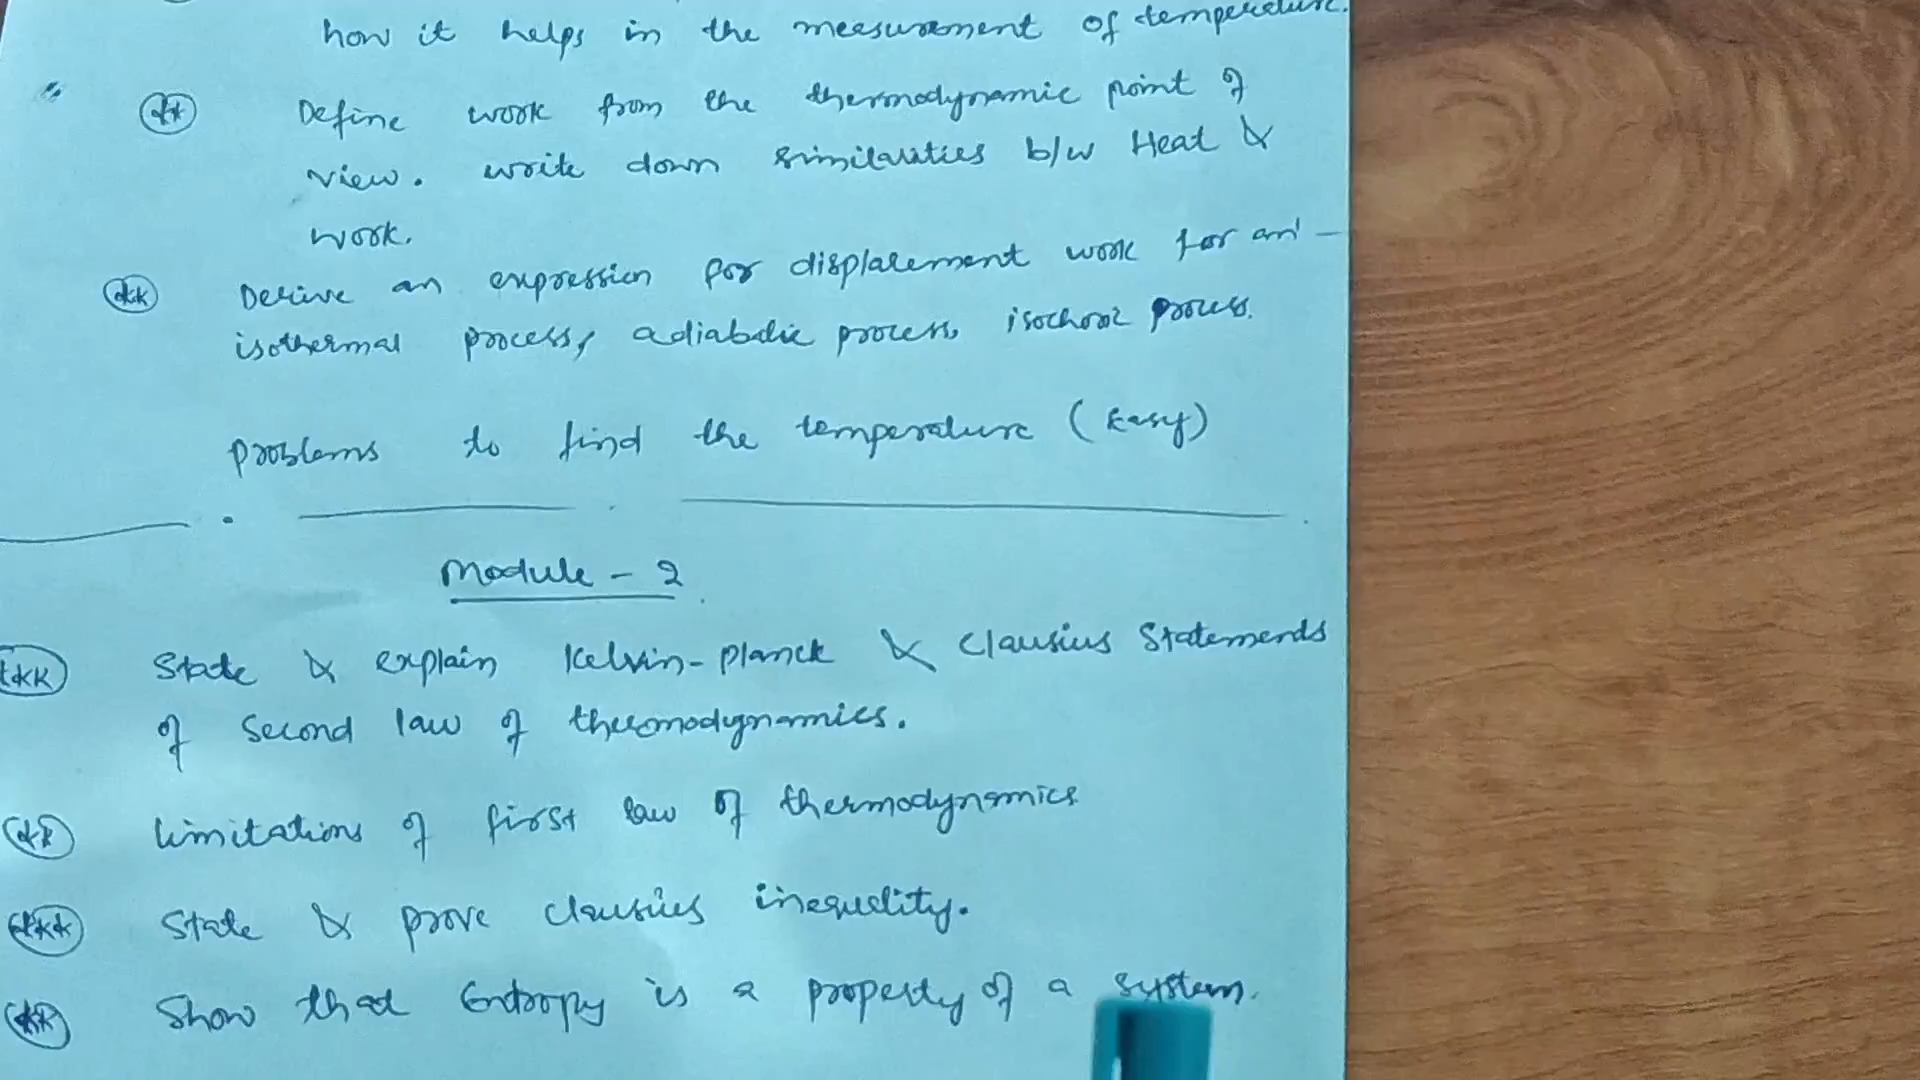 how it helps in the measurement of temperature.
** Define work from the thermodynamic point of
view. write down similarities b/w Heat &
work.
** Derive an expression for displacement work for an -
isothermal process, adiabatic process, isochoric process.
problems to find the temperature (Easy)
Module - 2
*** State & explain Kelvin-Planck & Clausius Statements
of Second law of thermodynamics.
** limitations of first law of thermodynamics
*** State & prove clausius inequality.
** Show that Entropy is a property of a system.